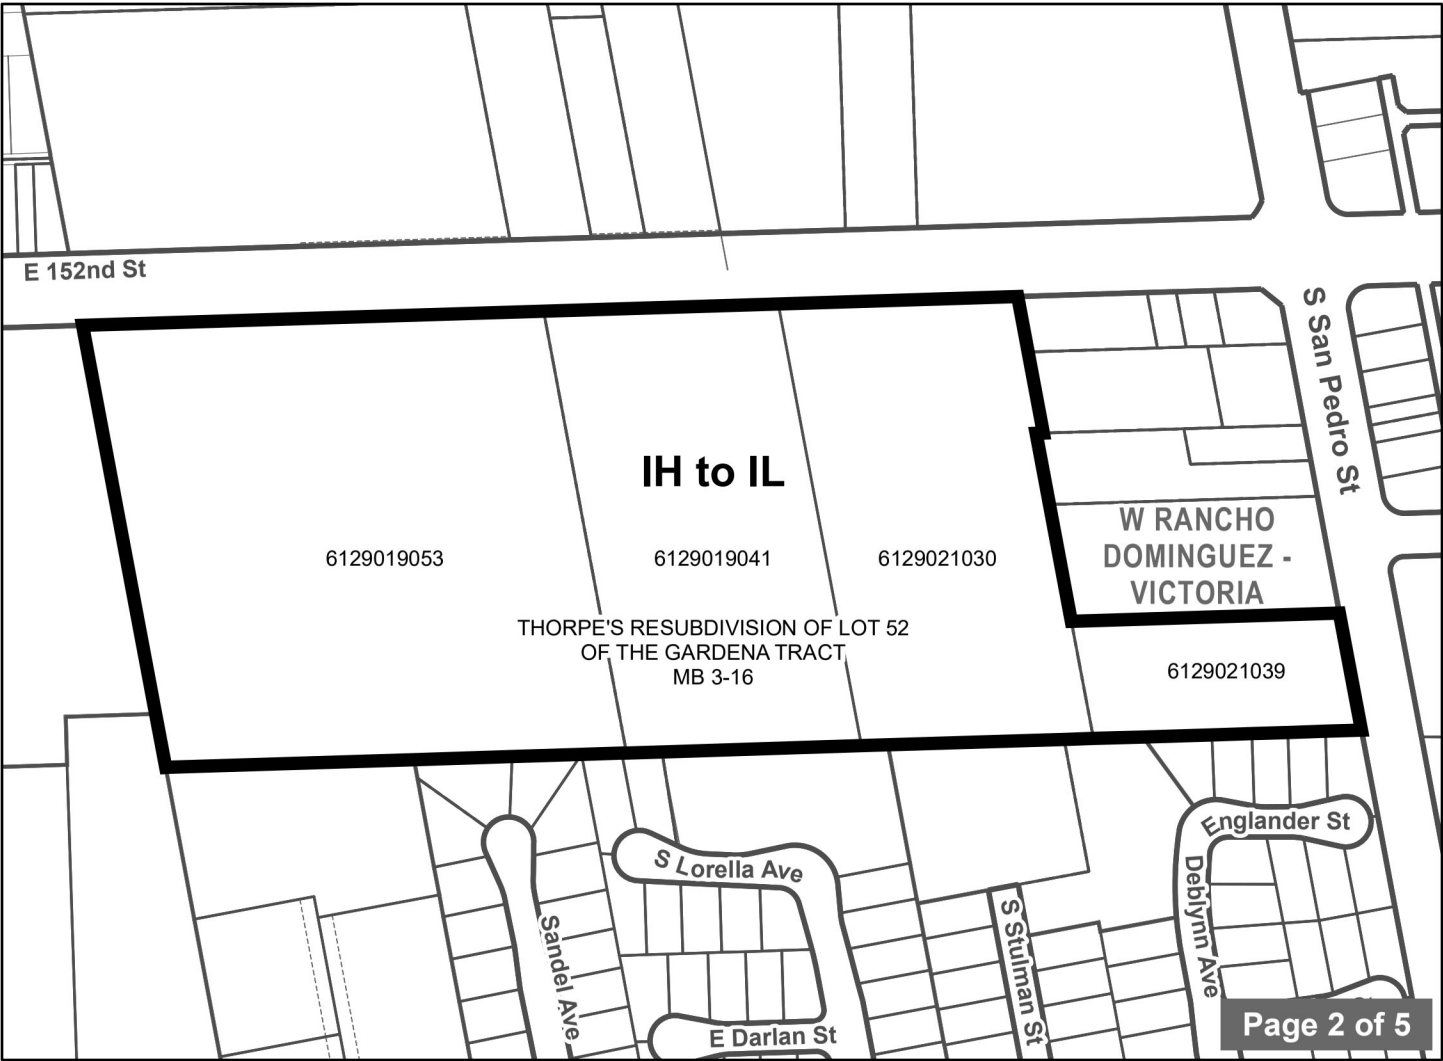 E 152nd St
S San Pedro St
IH to IL
W RANCHO
DOMINGUEZ -
VICTORIA
6129019053
6129019041
6129021030
THORPE'S RESUBDIVISION OF LOT 52
OF THE GARDENA TRACT
MB 3-16
6129021039
Englander St
S Lorella Ave
Deblynn Ave
Sandel Ave
S Stulman St
E Darlan St
Page 2 of 5